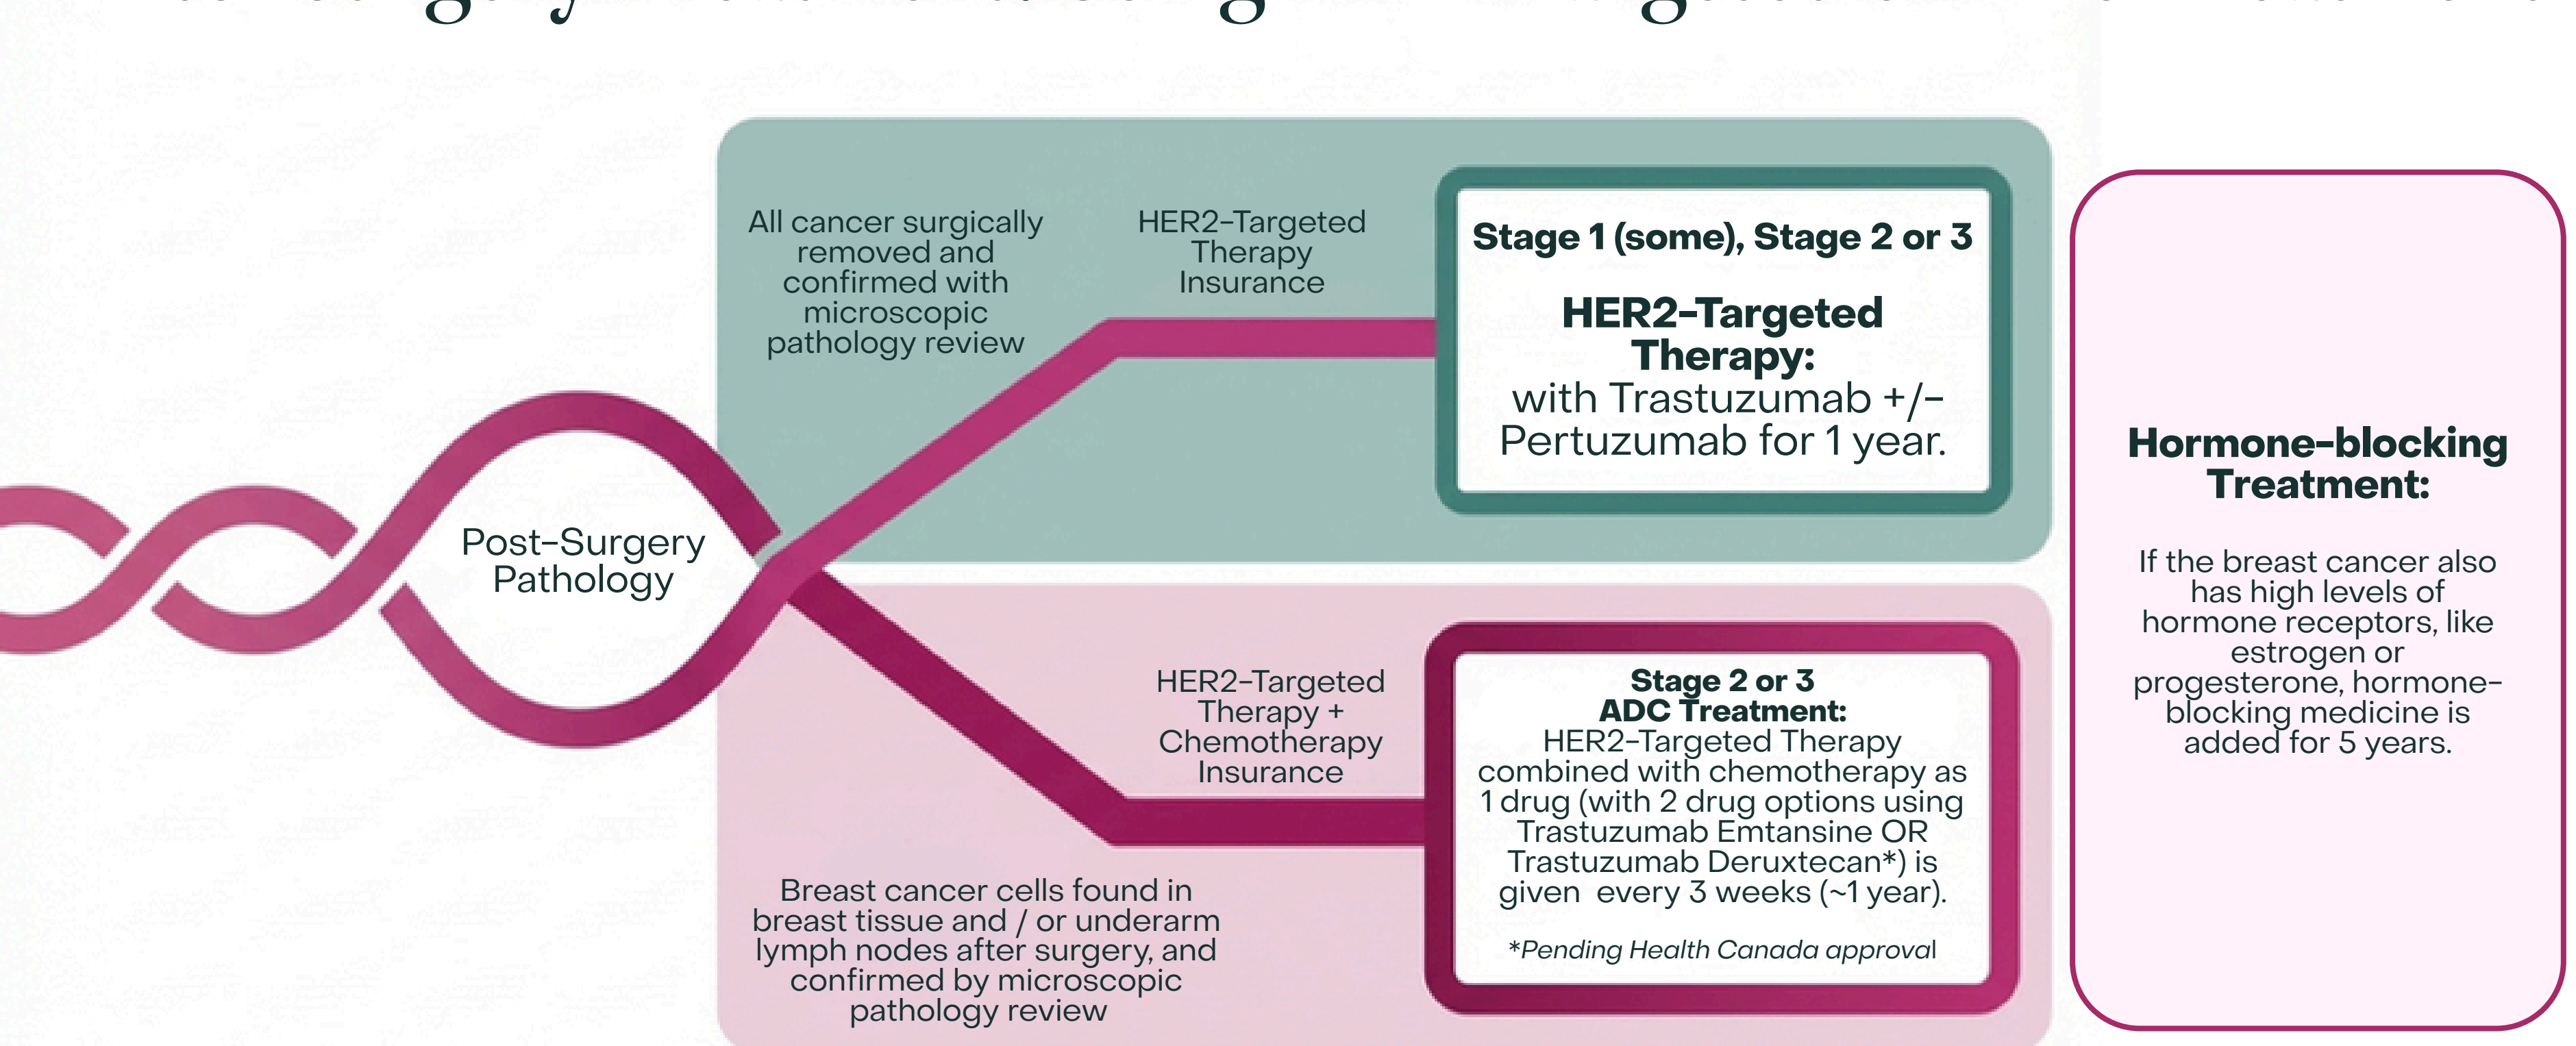 Post-Surgery
Pathology
All cancer surgically
removed and
confirmed with
microscopic
pathology review
HER2-Targeted
Therapy
Insurance
Stage 1 (some), Stage 2 or 3
HER2-Targeted
Therapy:
with Trastuzumab +/-
Pertuzumab for 1 year.
Breast cancer cells found in
breast tissue and / or underarm
lymph nodes after surgery, and
confirmed by microscopic
pathology review
HER2-Targeted
Therapy +
Chemotherapy
Insurance
Stage 2 or 3
ADC Treatment:
HER2-Targeted Therapy
combined with chemotherapy as
1 drug (with 2 drug options using
Trastuzumab Emtansine OR
Trastuzumab Deruxtecan*) is
given every 3 weeks (~1 year).
*Pending Health Canada approval
Hormone-blocking
Treatment:
If the breast cancer also
has high levels of
hormone receptors, like
estrogen or
progesterone, hormone-
blocking medicine is
added for 5 years.